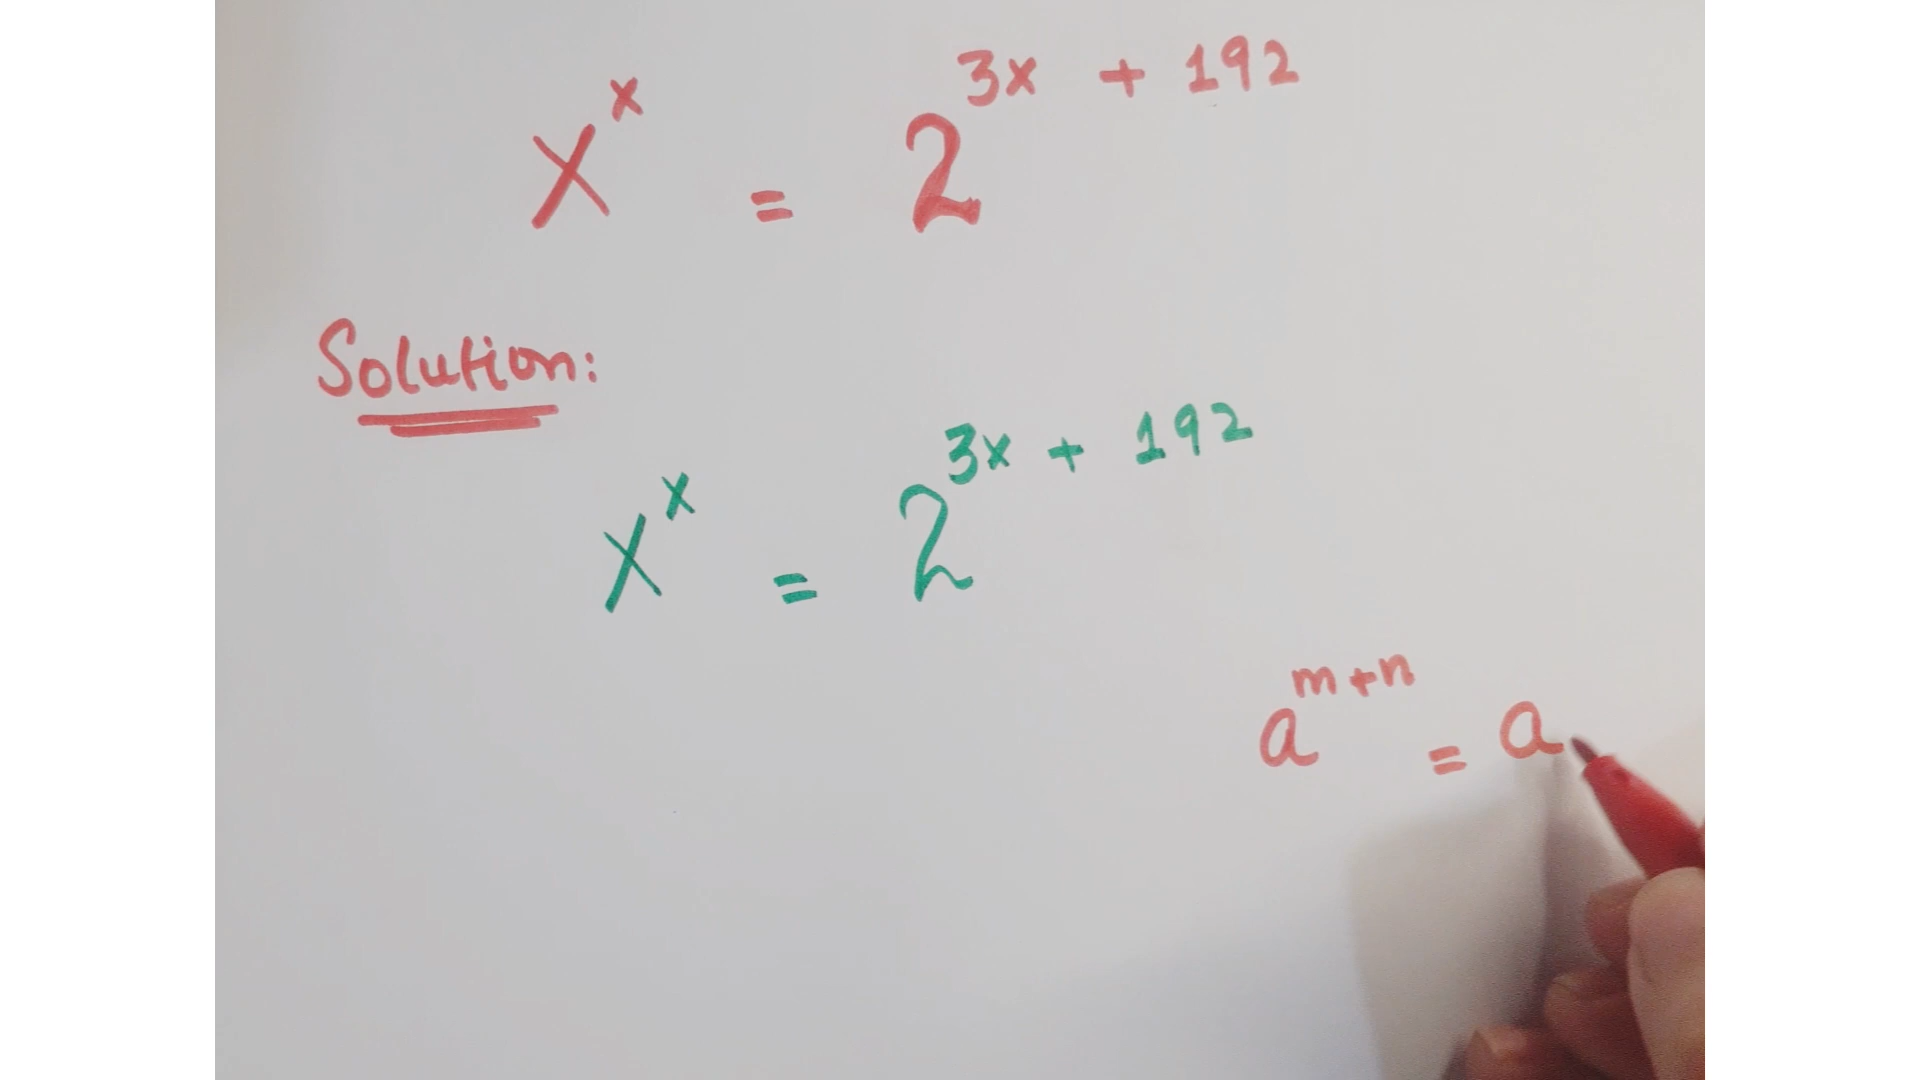 x^x = 2^{3x + 192}
Solution:
x^x = 2^{3x + 192}
a^{m+n} = a